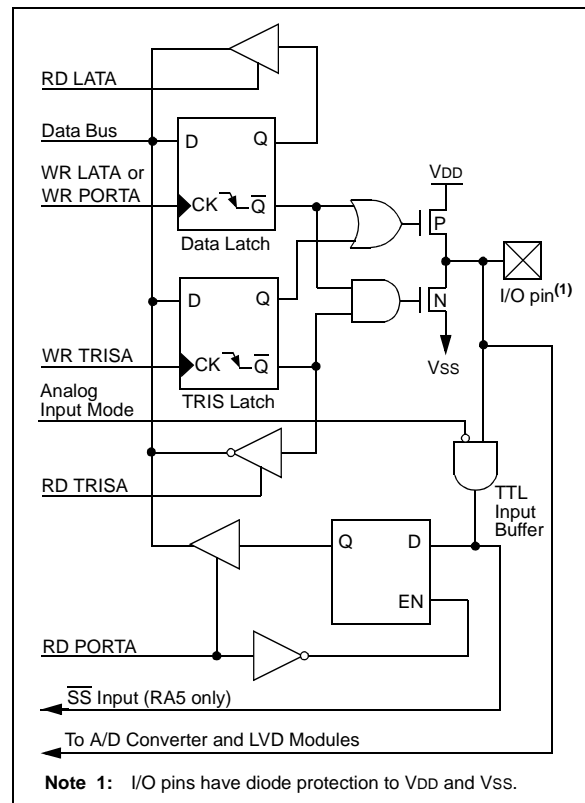 RD LATA
Data Bus
D Q
VDD
WR LATA or
WR PORTA
CK Q̅
P
Data Latch
I/O pin(1)
D Q
N
WR TRISA
CK Q̅
VSS
TRIS Latch
Analog
Input Mode
RD TRISA
TTL
Input
Buffer
Q D
EN
RD PORTA
S̅S̅ Input (RA5 only)
To A/D Converter and LVD Modules
Note 1: I/O pins have diode protection to VDD and VSS.